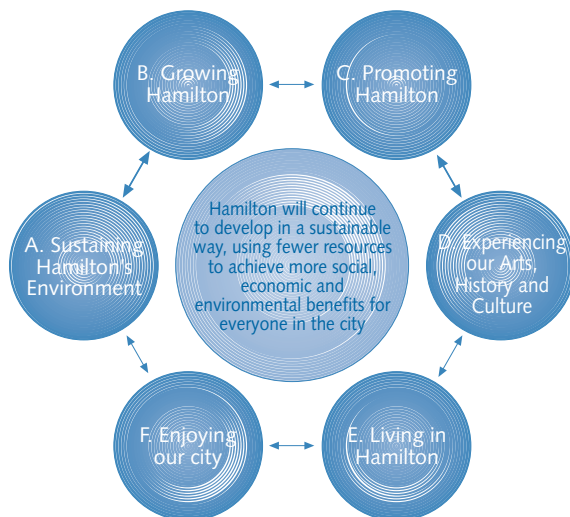 B. Growing
Hamilton
C. Promoting
Hamilton
A. Sustaining
Hamilton's
Environment
Hamilton will continue
to develop in a sustainable
way, using fewer resources
to achieve more social,
economic and
environmental benefits for
everyone in the city
D. Experiencing
our Arts,
History and
Culture
F. Enjoying
our city
E. Living in
Hamilton